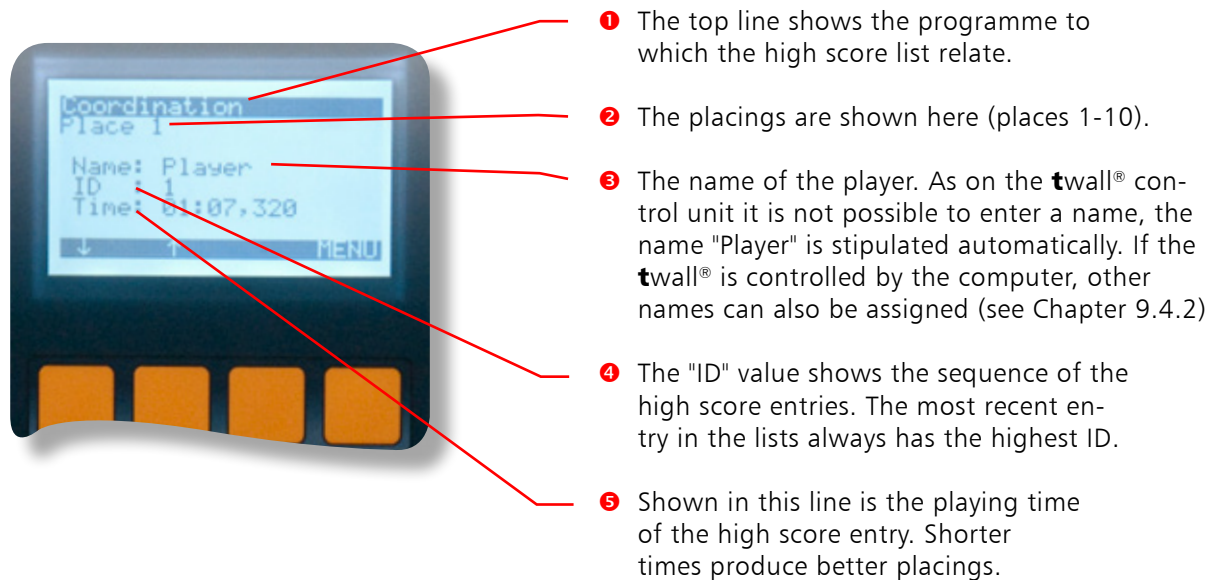 Coordination
Place 1
Name: Player
ID : 1
Time: 01:07,320
↓ ↑ MENU
❶ The top line shows the programme to
which the high score list relate.
❷ The placings are shown here (places 1-10).
❸ The name of the player. As on the twall® con-
trol unit it is not possible to enter a name, the
name "Player" is stipulated automatically. If the
twall® is controlled by the computer, other
names can also be assigned (see Chapter 9.4.2)
❹ The "ID" value shows the sequence of the
high score entries. The most recent en-
try in the lists always has the highest ID.
❺ Shown in this line is the playing time
of the high score entry. Shorter
times produce better placings.